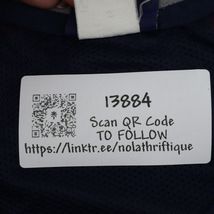 13884
Scan QR Code
TO FOLLOW
https://linktr.ee/nolathriftique